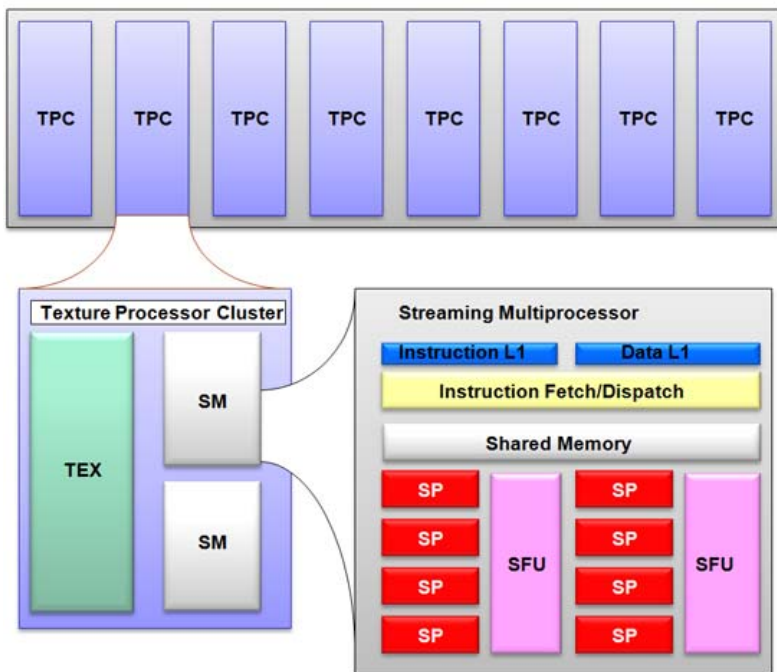 TPC TPC TPC TPC TPC TPC TPC TPC
Texture Processor Cluster
TEX
SM
SM
Streaming Multiprocessor
Instruction L1 Data L1
Instruction Fetch/Dispatch
Shared Memory
SP SP
SP SP
SFU SFU
SP SP
SP SP